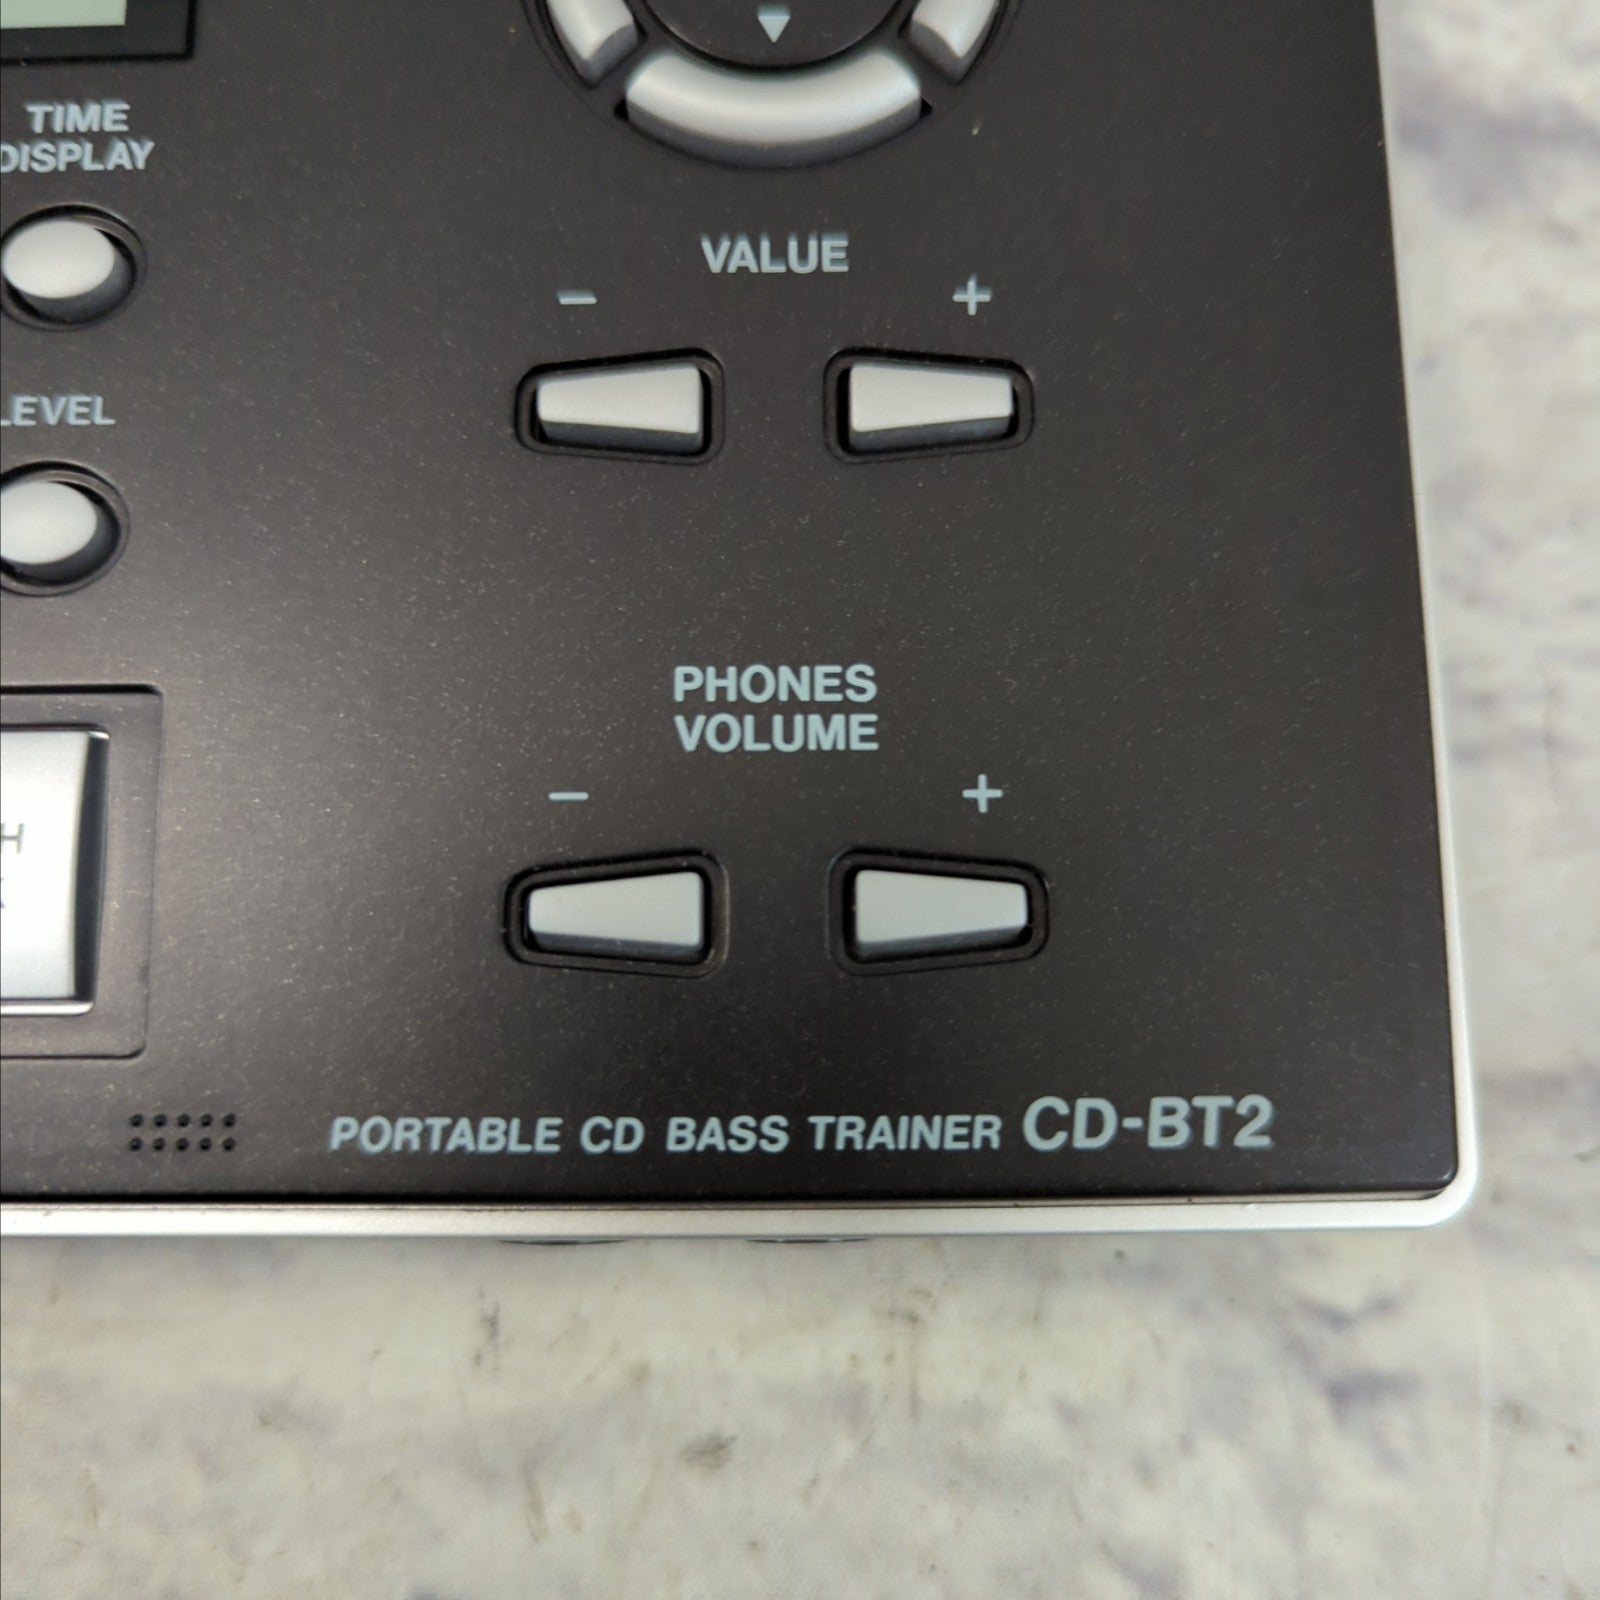 TIME
DISPLAY
VALUE
- +
LEVEL
PHONES
VOLUME
- +
PORTABLE CD BASS TRAINER CD-BT2